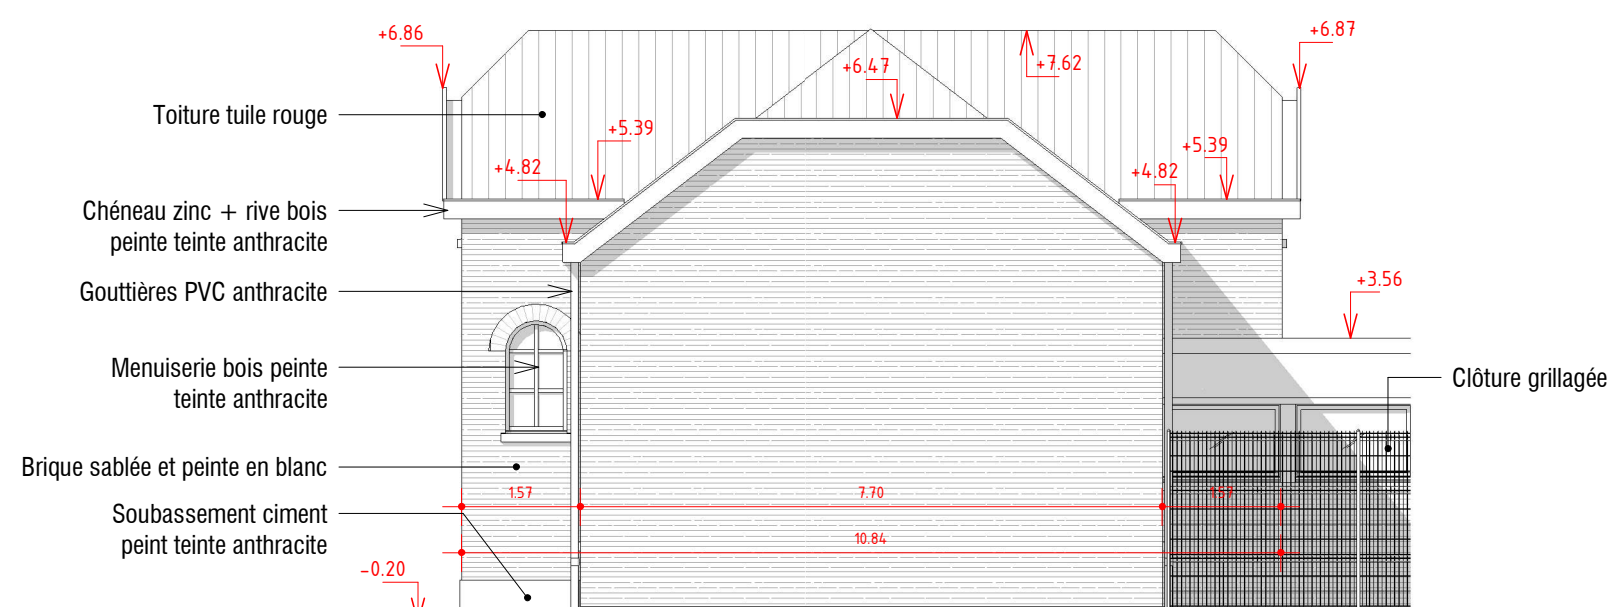 +6.86
+6.87
+6.47
+7.62
Toiture tuile rouge
+5.39
+5.39
+4.82
+4.82
Chéneau zinc + rive bois
peinte teinte anthracite
Gouttières PVC anthracite
+3.56
Menuiserie bois peinte
teinte anthracite
Clôture grillagée
Brique sablée et peinte en blanc
1.57
7.70
1.57
Soubassement ciment
peint teinte anthracite
10.84
-0.20